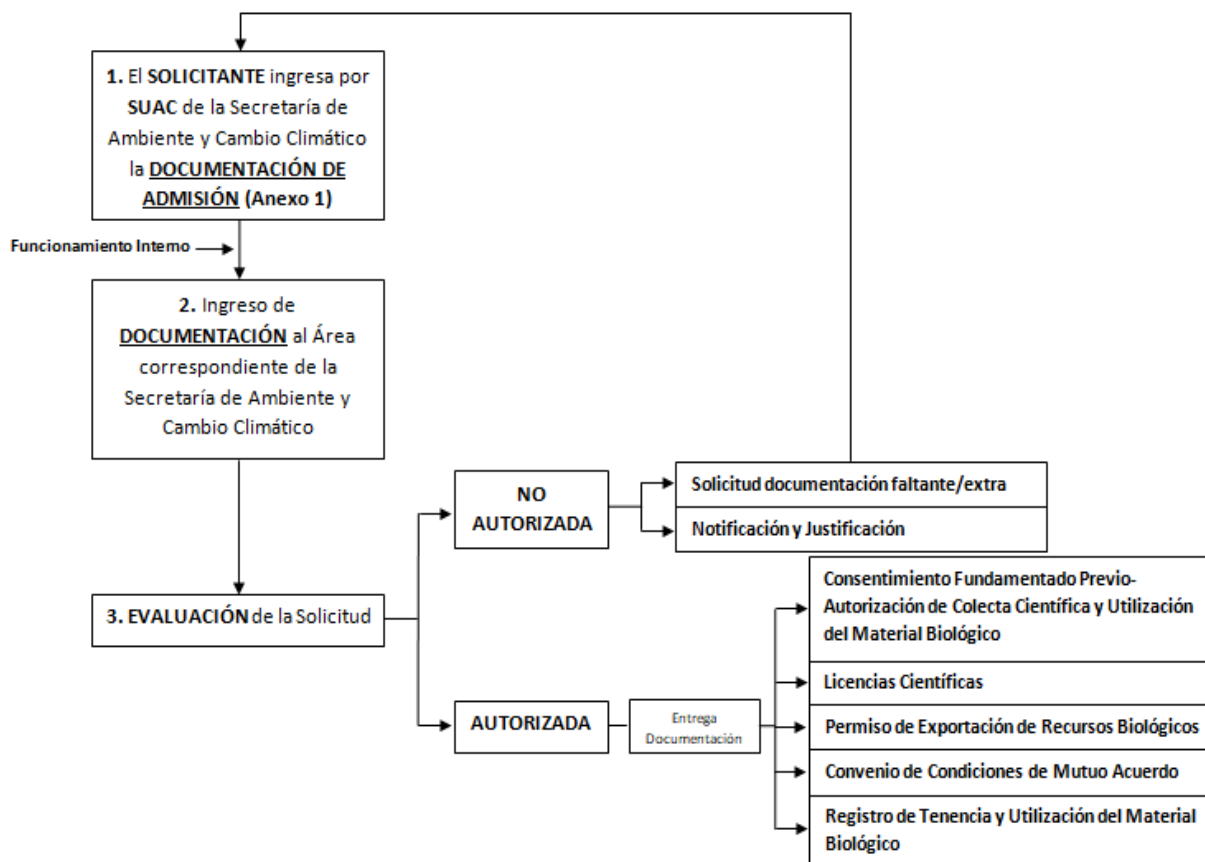 1. El SOLICITANTE ingresa por
SUAC de la Secretaría de
Ambiente y Cambio Climático
la DOCUMENTACIÓN DE
ADMISIÓN (Anexo 1)
Funcionamiento Interno
2. Ingreso de
DOCUMENTACIÓN al Área
correspondiente de la
Secretaría de Ambiente y
Cambio Climático
3. EVALUACIÓN de la Solicitud
NO
AUTORIZADA
Solicitud documentación faltante/extra
Notificación y Justificación
AUTORIZADA
Entrega
Documentación
Consentimiento Fundamentado Previo-
Autorización de Colecta Científica y Utilización
del Material Biológico
Licencias Científicas
Permiso de Exportación de Recursos Biológicos
Convenio de Condiciones de Mutuo Acuerdo
Registro de Tenencia y Utilización del Material
Biológico